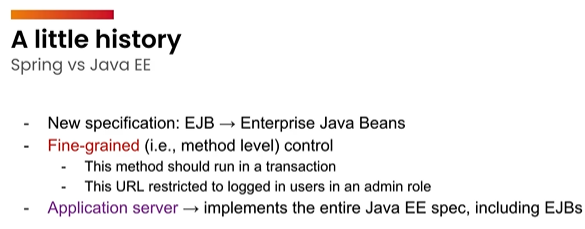 A little history
Spring vs Java EE
- New specification: EJB → Enterprise Java Beans
- Fine-grained (i.e., method level) control
- This method should run in a transaction
- This URL restricted to logged in users in an admin role
- Application server → implements the entire Java EE spec, including EJBs